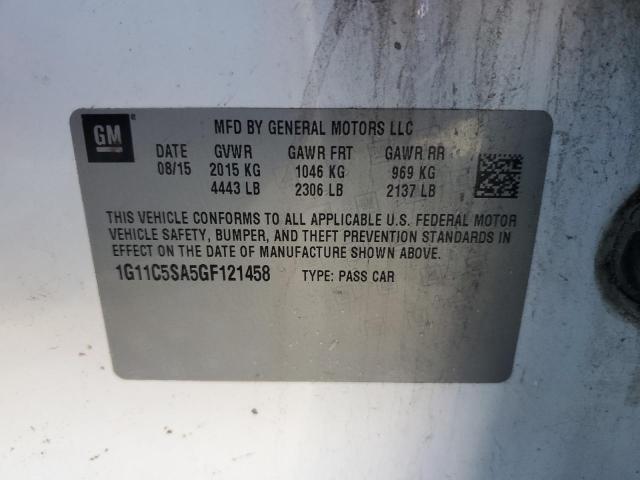 GM
MFD BY GENERAL MOTORS LLC
DATE GVWR GAWR FRT GAWR RR
08/15 2015 KG 1046 KG 969 KG
4443 LB 2306 LB 2137 LB
THIS VEHICLE CONFORMS TO ALL APPLICABLE U.S. FEDERAL MOTOR
VEHICLE SAFETY, BUMPER, AND THEFT PREVENTION STANDARDS IN
EFFECT ON THE DATE OF MANUFACTURE SHOWN ABOVE.
1G11C5SA5GF121458 TYPE: PASS CAR